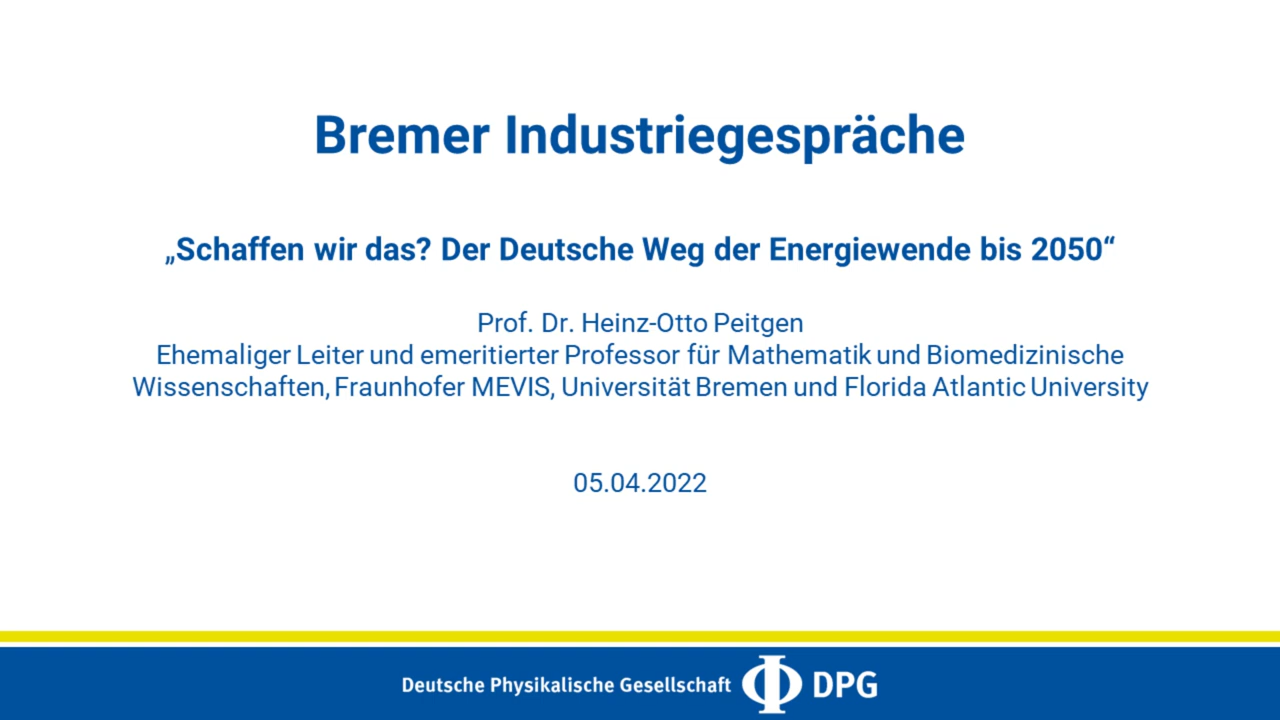 Bremer Industriegespräche
„Schaffen wir das? Der Deutsche Weg der Energiewende bis 2050“
Prof. Dr. Heinz-Otto Peitgen
Ehemaliger Leiter und emeritierter Professor für Mathematik und Biomedizinische
Wissenschaften, Fraunhofer MEVIS, Universität Bremen und Florida Atlantic University
05.04.2022
Deutsche Physikalische Gesellschaft DPG